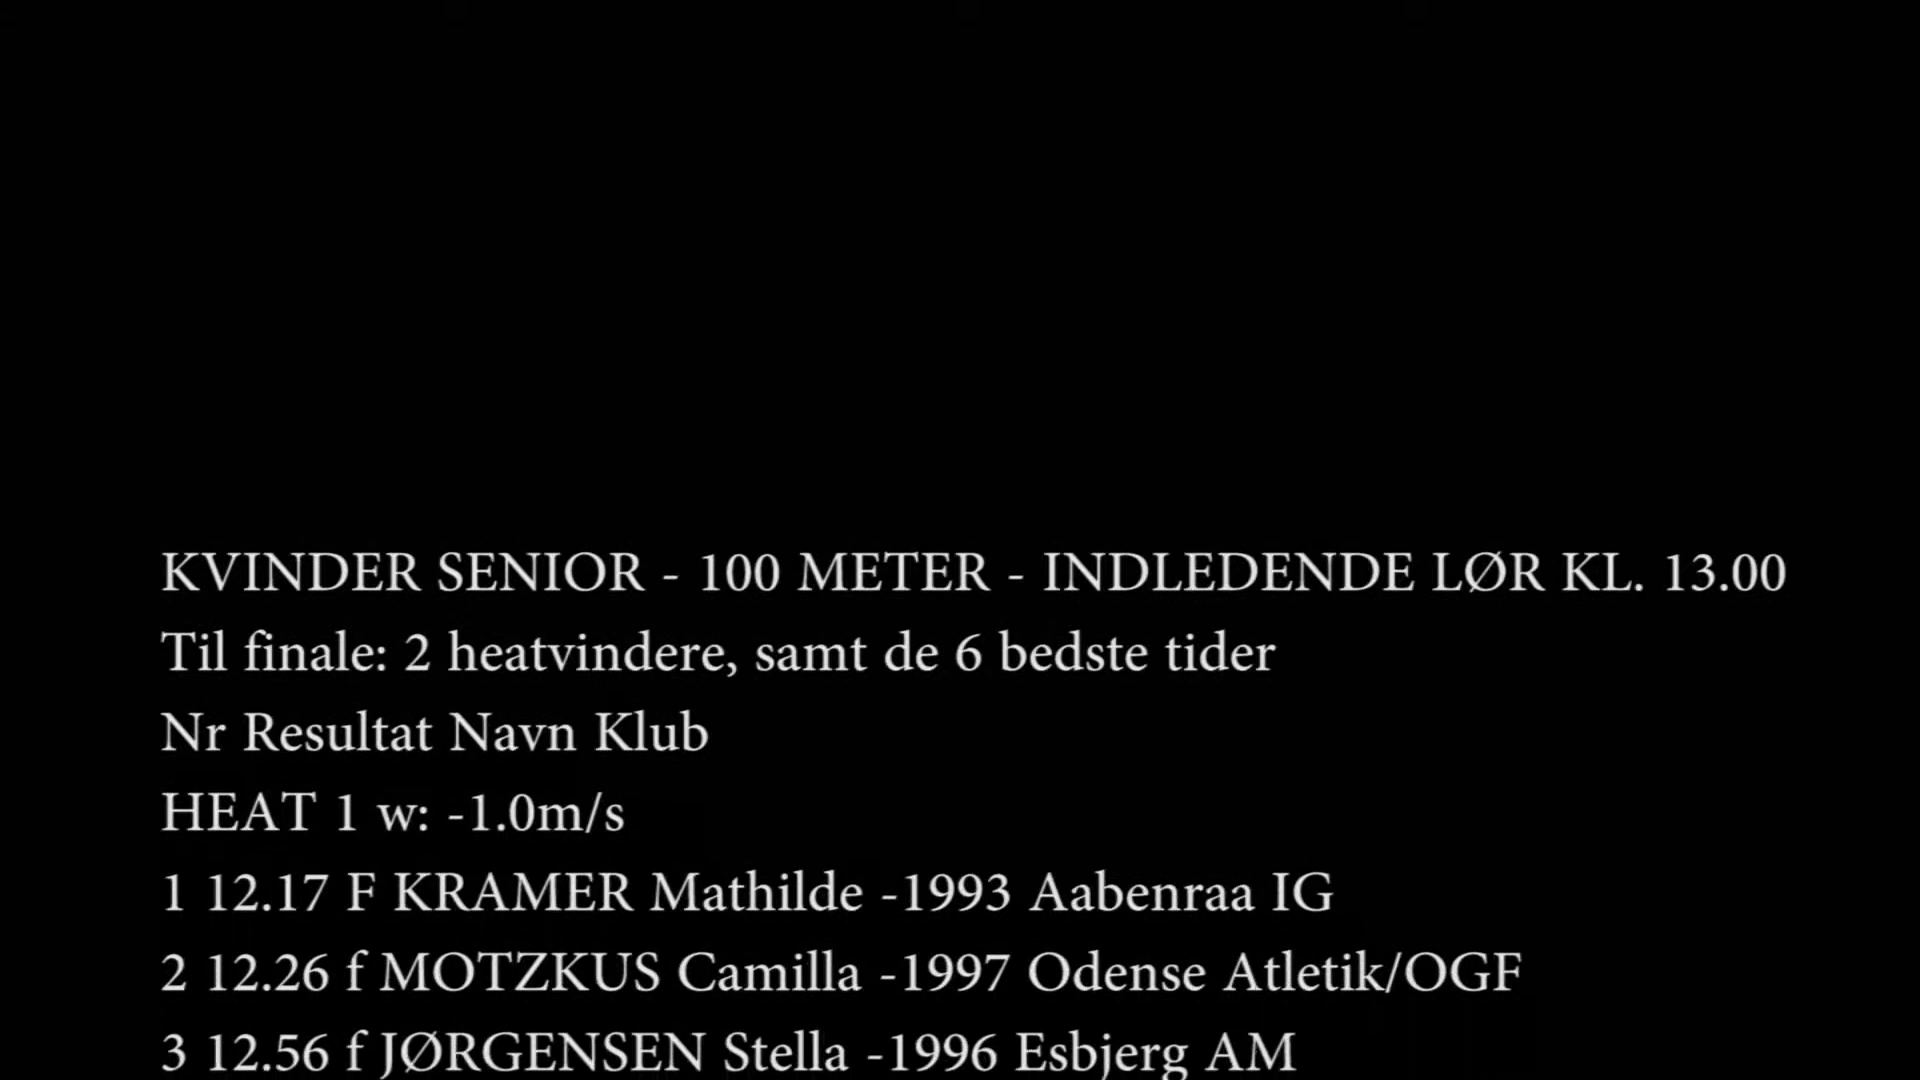 KVINDER SENIOR - 100 METER - INDLEDENDE LØR KL. 13.00
Til finale: 2 heatvindere, samt de 6 bedste tider
Nr Resultat Navn Klub
HEAT 1 w: -1.0m/s
1 12.17 F KRAMER Mathilde -1993 Aabenraa IG
2 12.26 f MOTZKUS Camilla -1997 Odense Atletik/OGF
3 12.56 f JØRGENSEN Stella -1996 Esbjerg AM